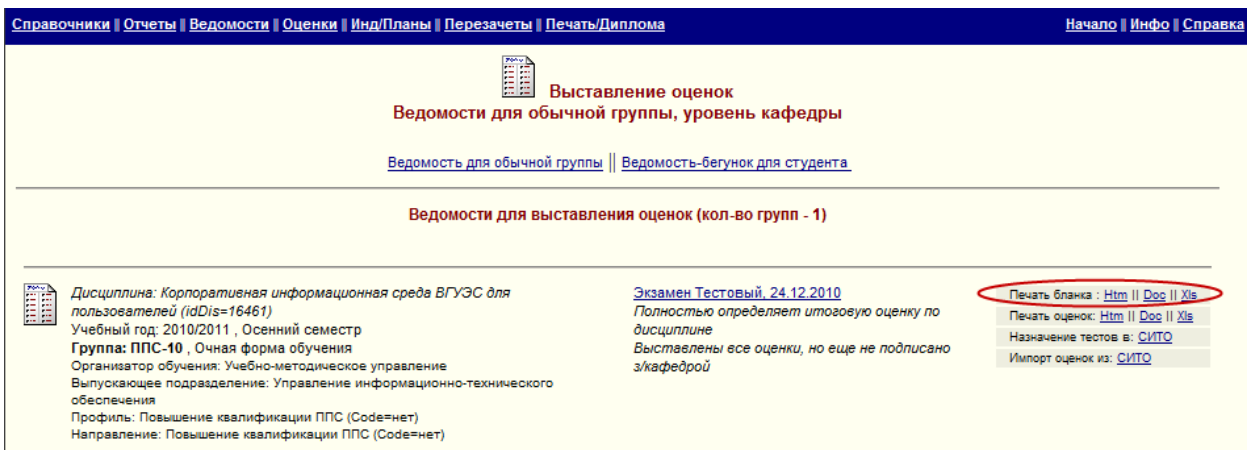 Справочники || Отчеты || Ведомости || Оценки || Инд/Планы || Перезачеты || Печать/Диплома
Начало || Инфо || Справка
Выставление оценок
Ведомости для обычной группы, уровень кафедры
Ведомость для обычной группы || Ведомость-бегунок для студента
Ведомости для выставления оценок (кол-во групп - 1)
Дисциплина: Корпоративная информационная среда ВГУЭС для
пользователей (idDis=16461)
Учебный год: 2010/2011 , Осенний семестр
Группа: ППС-10 , Очная форма обучения
Организатор обучения: Учебно-методическое управление
Выпускающее подразделение: Управление информационно-технического
обеспечения
Профиль: Повышение квалификации ППС (Code=нет)
Направление: Повышение квалификации ППС (Code=нет)
Экзамен Тестовый, 24.12.2010
Полностью определяет итоговую оценку по
дисциплине
Выставлены все оценки, но еще не подписано
з/кафедрой
Печать бланка : Htm || Doc || Xls
Печать оценок: Htm || Doc || Xls
Назначение тестов в: СИТО
Импорт оценок из: СИТО